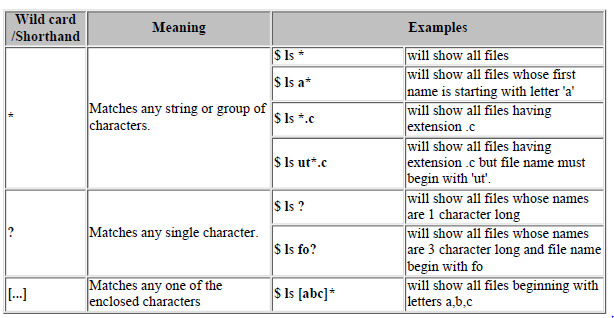 Wild card
/Shorthand
Meaning
Examples
*
Matches any string or group of
characters.
$ ls *
will show all files
$ ls a*
will show all files whose first
name is starting with letter 'a'
$ ls *.c
will show all files having
extension .c
$ ls ut*.c
will show all files having
extension .c but file name must
begin with 'ut'.
?
Matches any single character.
$ ls ?
will show all files whose names
are 1 character long
$ ls fo?
will show all files whose names
are 3 character long and file name
begin with fo
[...]
Matches any one of the
enclosed characters
$ ls [abc]*
will show all files beginning with
letters a,b,c
.